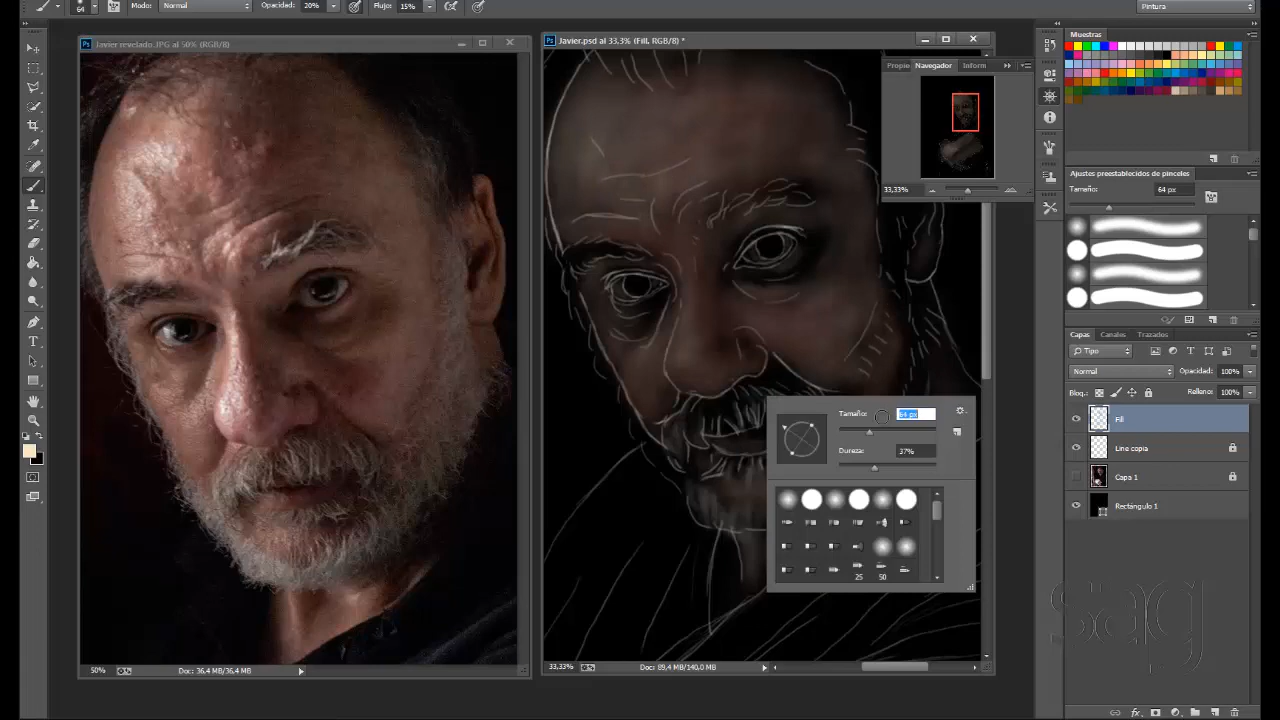 64
Modo: Normal
Opacidad: 20%
Flujo: 15%
Pintura
Javier revelado.JPG al 50% (RGB/8)
Javier.psd al 33,3% (Fill, RGB/8) *
Propie
Navegador
Inform
33,33%
Muestras
Ajustes preestablecidos de pinceles
Tamaño: 64 px
Capas
Canales
Trazados
Tipo
Normal
Opacidad: 100%
Bloq.:
Relleno: 100%
Fill
Line copia
Capa 1
Rectángulo 1
Tamaño: 64 px
Dureza: 37%
25
50
50%
Doc: 36,4 MB/36,4 MB
33,33%
Doc: 89,4 MB/140,0 MB